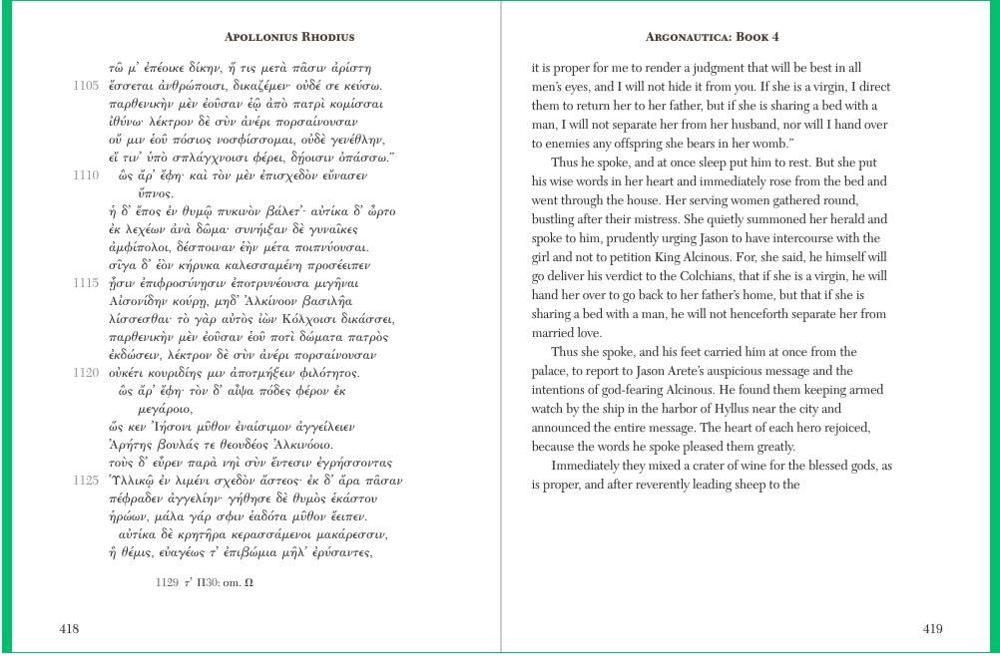 Apollonius Rhodius
τῶ μ’ ἐπέοικε δίκην, ἥ τις μετὰ πᾶσιν ἀρίστη
1105 ἔσσεται ἀνθρώποισι, δικαζέμεν· οὐδέ σε κεύσω.
παρθενικὴν μὲν ἐοῦσαν ἑῷ ἀπὸ πατρὶ κομίσσαι
ἰθύνω· λέκτρον δὲ σὺν ἀνέρι πορσαίνουσαν
οὔ μιν ἑοῦ πόσιος νοσφίσσομαι, οὐδὲ γενέθλην,
εἴ τιν’ ὑπὸ σπλάγχνοισι φέρει, δῄοισιν ὀπάσσω.”
1110 ὣς ἄρ’ ἔφη· καὶ τὸν μὲν ἐπισχεδὸν εὔνασεν
ὕπνος.
ἡ δ’ ἔπος ἐν θυμῷ πυκινὸν βάλετ’· αὐτίκα δ’ ὦρτο
ἐκ λεχέων ἀνὰ δῶμα· συνήιξαν δὲ γυναῖκες
ἀμφίπολοι, δέσποιναν ἑὴν μέτα ποιπνύουσαι.
σῖγα δ’ ἑὸν κήρυκα καλεσσαμένη προσέειπεν
1115 ᾗσιν ἐπιφροσύνῃσιν ἐποτρυνέουσα μιγῆναι
Αἰσονίδην κούρῃ, μηδ’ Ἀλκίνοον βασιλῆα
λίσσεσθαι· τὸ γὰρ αὐτὸς ἰὼν Κόλχοισι δικάσσει,
παρθενικὴν μὲν ἐοῦσαν ἑοῦ ποτὶ δώματα πατρὸς
ἐκδώσειν, λέκτρον δὲ σὺν ἀνέρι πορσαίνουσαν
1120 οὐκέτι κουριδίης μιν ἀποτμήξειν φιλότητος.
ὣς ἄρ’ ἔφη· τὸν δ’ αἶψα πόδες φέρον ἐκ
μεγάροιο,
ὥς κεν Ἰήσονι μῦθον ἐναίσιμον ἀγγείλειεν
Ἀρήτης βουλάς τε θεουδέος Ἀλκινόοιο.
τοὺς δ’ εὗρεν παρὰ νηὶ σὺν ἔντεσιν ἐγρήσσοντας
1125 Ὑλλικῷ ἐν λιμένι σχεδὸν ἄστεος· ἐκ δ’ ἄρα πᾶσαν
πέφραδεν ἀγγελίην· γήθησε δὲ θυμὸς ἑκάστου
ἡρώων, μάλα γάρ σφιν ἑαδότα μῦθον ἔειπεν.
αὐτίκα δὲ κρητῆρα κερασσάμενοι μακάρεσσιν,
ἣ θέμις, εὐαγέως τ’ ἐπιβώμια μῆλ’ ἐρύσαντες,
1129 τ’ Π30: om. Ω
418
Argonautica: Book 4
it is proper for me to render a judgment that will be best in all
men’s eyes, and I will not hide it from you. If she is a virgin, I direct
them to return her to her father, but if she is sharing a bed with a
man, I will not separate her from her husband, nor will I hand over
to enemies any offspring she bears in her womb.”
Thus he spoke, and at once sleep put him to rest. But she put
his wise words in her heart and immediately rose from the bed and
went through the house. Her serving women gathered round,
bustling after their mistress. She quietly summoned her herald and
spoke to him, prudently urging Jason to have intercourse with the
girl and not to petition King Alcinous. For, she said, he himself will
go deliver his verdict to the Colchians, that if she is a virgin, he will
hand her over to go back to her father’s home, but that if she is
sharing a bed with a man, he will not henceforth separate her from
married love.
Thus she spoke, and his feet carried him at once from the
palace, to report to Jason Arete’s auspicious message and the
intentions of god-fearing Alcinous. He found them keeping armed
watch by the ship in the harbor of Hyllus near the city and
announced the entire message. The heart of each hero rejoiced,
because the words he spoke pleased them greatly.
Immediately they mixed a crater of wine for the blessed gods, as
is proper, and after reverently leading sheep to the
419